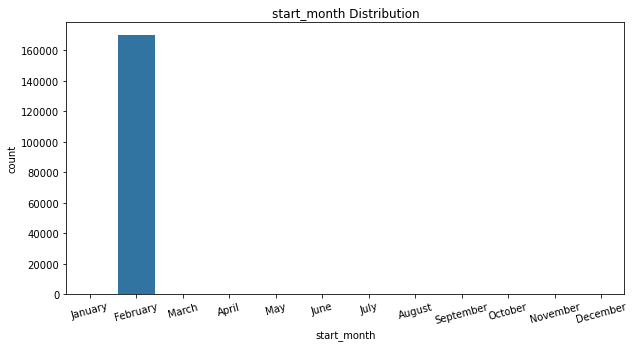 start_month Distribution
160000
140000
120000
100000
80000
60000
40000
20000
0
count
January February March April May June July August September October November December
start_month